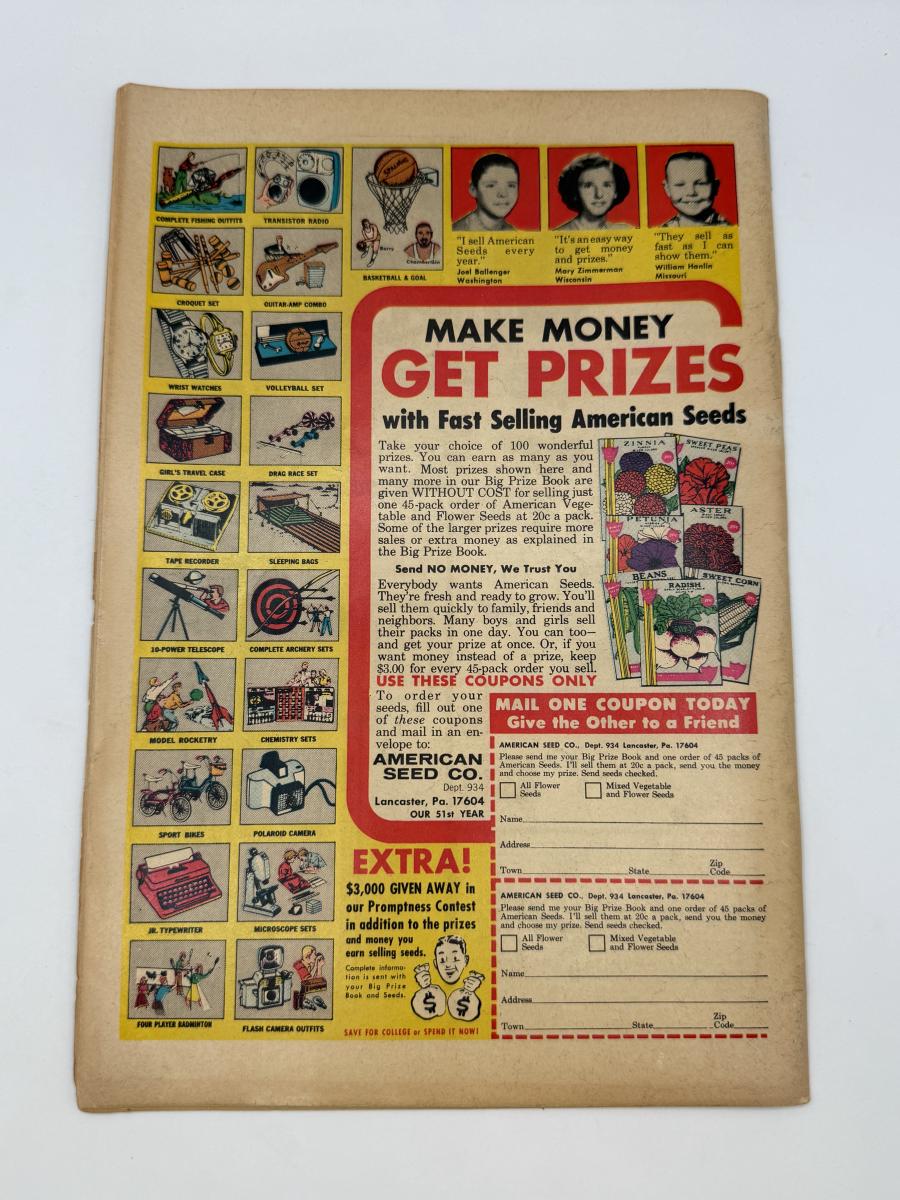 COMPLETE FISHING OUTFITS
TRANSISTOR RADIO
SPALDING
Barry
Chamberlin
BASKETBALL & GOAL
CROQUET SET
GUITAR-AMP COMBO
WRIST WATCHES
VOLLEYBALL SET
GIRL'S TRAVEL CASE
DRAG RACE SET
TAPE RECORDER
SLEEPING BAGS
10-POWER TELESCOPE
COMPLETE ARCHERY SETS
MODEL ROCKETRY
CHEMISTRY SETS
SPORT BIKES
POLAROID CAMERA
JR. TYPEWRITER
MICROSCOPE SETS
FOUR PLAYER BADMINTON
FLASH CAMERA OUTFITS
"I sell American
Seeds every
year."
Joel Ballenger
Washington
"It's an easy way
to get money
and prizes."
Mary Zimmerman
Wisconsin
"They sell as
fast as I can
show them."
William Hanlin
Missouri
MAKE MONEY
GET PRIZES
with Fast Selling American Seeds
Take your choice of 100 wonderful
prizes. You can earn as many as you
want. Most prizes shown here and
many more in our Big Prize Book are
given WITHOUT COST for selling just
one 45-pack order of American Vege-
table and Flower Seeds at 20c a pack.
Some of the larger prizes require more
sales or extra money as explained in
the Big Prize Book.
Send NO MONEY, We Trust You
Everybody wants American Seeds.
They're fresh and ready to grow. You'll
sell them quickly to family, friends and
neighbors. Many boys and girls sell
their packs in one day. You can too—
and get your prize at once. Or, if you
want money instead of a prize, keep
$3.00 for every 45-pack order you sell.
USE THESE COUPONS ONLY
ZINNIA
SWEET PEAS
PETUNIA
ASTER
BEANS
RADISH
SWEET CORN
To order your
seeds, fill out one
of these coupons
and mail in an en-
velope to:
AMERICAN
SEED CO.
Dept. 934
Lancaster, Pa. 17604
OUR 51st YEAR
MAIL ONE COUPON TODAY
Give the Other to a Friend
AMERICAN SEED CO., Dept. 934 Lancaster, Pa. 17604
Please send me your Big Prize Book and one order of 45 packs of
American Seeds. I'll sell them at 20c a pack, send you the money
and choose my prize. Send seeds checked.
All Flower Seeds
Mixed Vegetable and Flower Seeds
Name
Address
Town State Zip Code
AMERICAN SEED CO., Dept. 934 Lancaster, Pa. 17604
Please send me your Big Prize Book and one order of 45 packs of
American Seeds. I'll sell them at 20c a pack, send you the money
and choose my prize. Send seeds checked.
All Flower Seeds
Mixed Vegetable and Flower Seeds
Name
Address
Town State Zip Code
EXTRA!
$3,000 GIVEN AWAY in
our Promptness Contest
in addition to the prizes
and money you
earn selling seeds.
Complete informa-
tion is sent with
your Big Prize
Book and Seeds.
$ $
SAVE FOR COLLEGE or SPEND IT NOW!